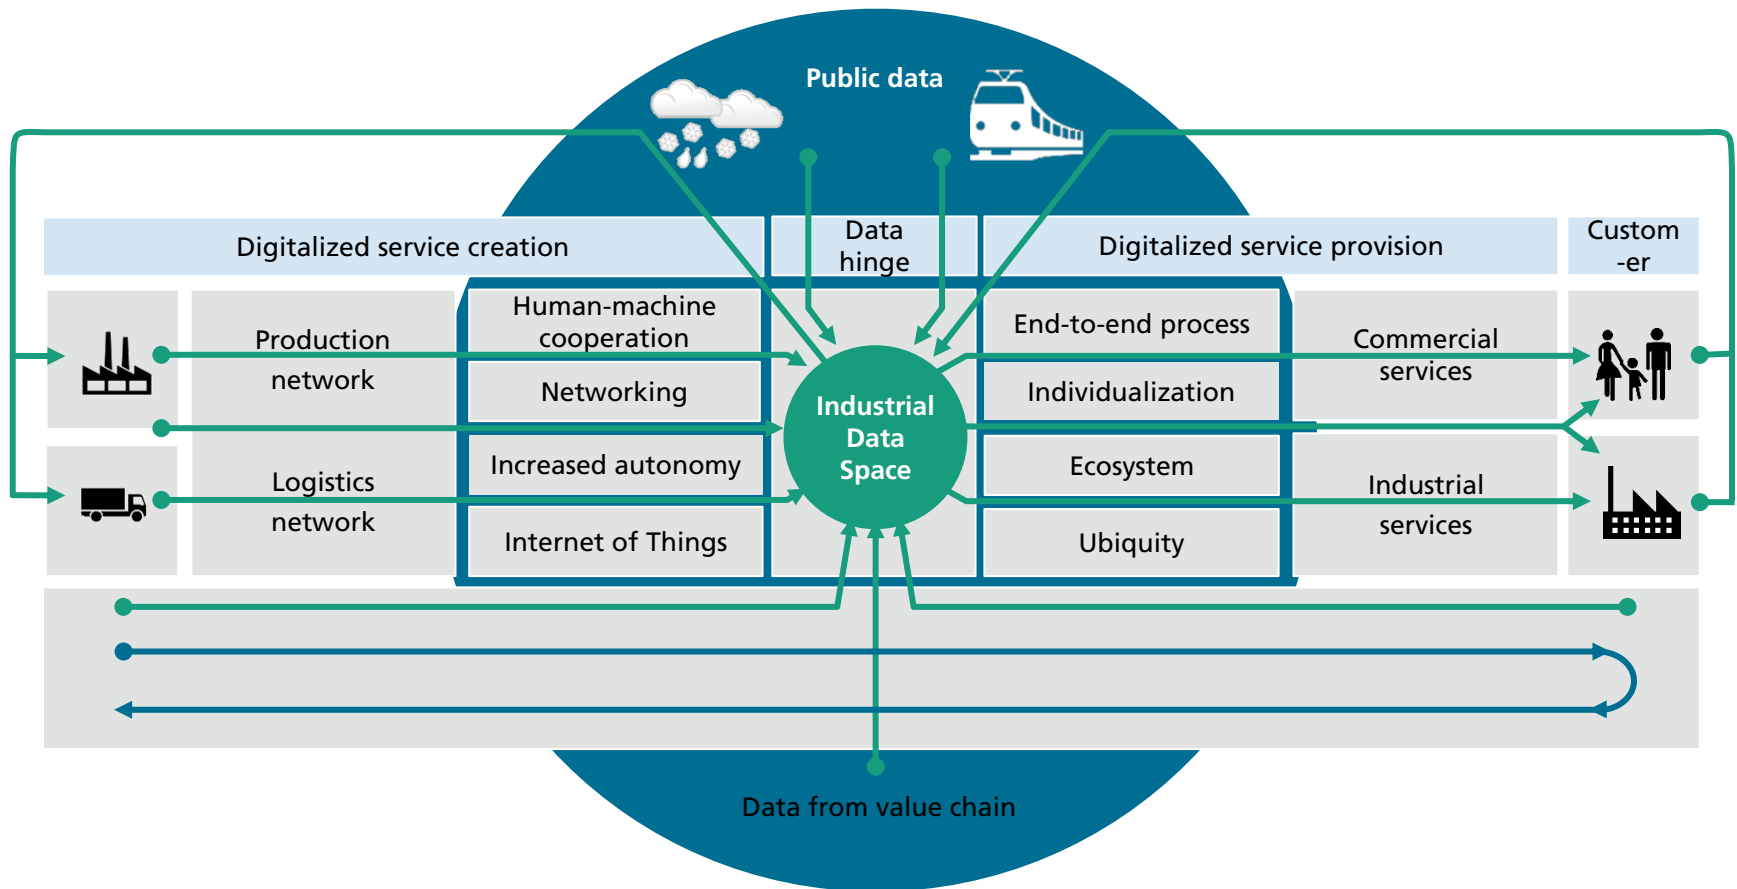 Public data
Digitalized service creation
Data
hinge
Digitalized service provision
Custom
-er
Production
network
Human-machine
cooperation
Networking
Logistics
network
Increased autonomy
Internet of Things
Industrial
Data
Space
End-to-end process
Individualization
Ecosystem
Ubiquity
Commercial
services
Industrial
services
Data from value chain